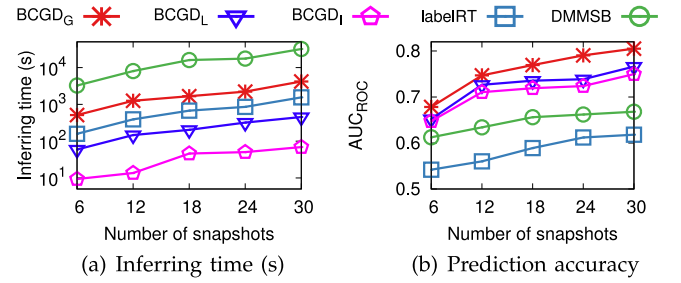 BCGD_G BCGD_L BCGD_I labelRT DMMSB
Inferring time (s)
10^4
10^3
10^2
10^1
6 12 18 24 30
Number of snapshots
(a) Inferring time (s)
AUC_ROC
0.8
0.7
0.6
0.5
6 12 18 24 30
Number of snapshots
(b) Prediction accuracy